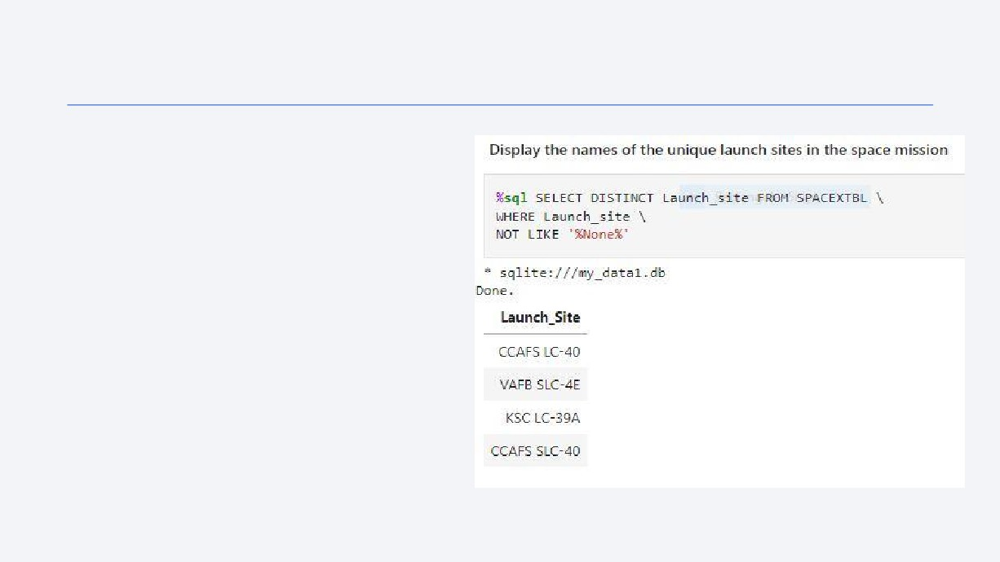 Display the names of the unique launch sites in the space mission
%sql SELECT DISTINCT Launch_site FROM SPACEXTBL \
WHERE Launch_site \
NOT LIKE '%None%'
* sqlite:///my_data1.db
Done.
Launch_Site
CCAFS LC-40
VAFB SLC-4E
KSC LC-39A
CCAFS SLC-40